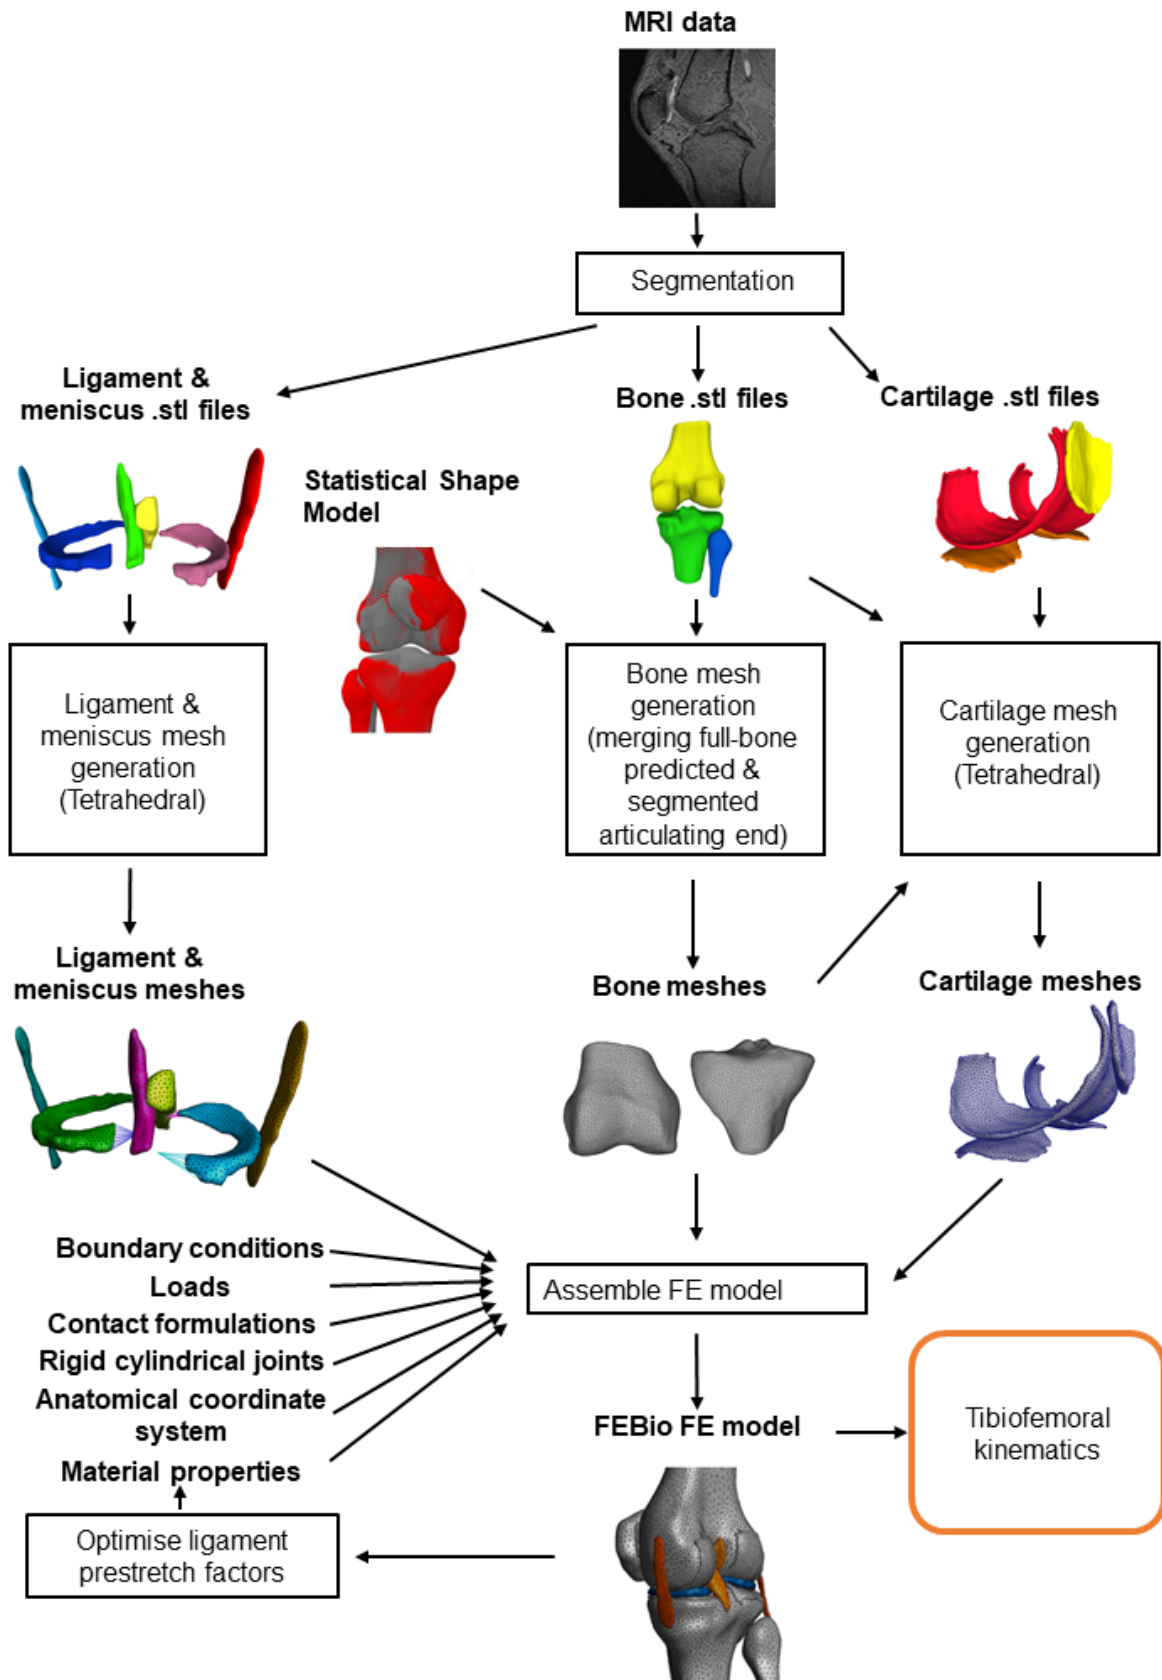 MRI data
Segmentation
Ligament &
meniscus .stl files
Bone .stl files
Cartilage .stl files
Statistical Shape
Model
Ligament &
meniscus mesh
generation
(Tetrahedral)
Bone mesh
generation
(merging full-bone
predicted &
segmented
articulating end)
Cartilage mesh
generation
(Tetrahedral)
Ligament &
meniscus meshes
Bone meshes
Cartilage meshes
Boundary conditions
Loads
Contact formulations
Rigid cylindrical joints
Anatomical coordinate
system
Material properties
Assemble FE model
FEBio FE model
Tibiofemoral
kinematics
Optimise ligament
prestretch factors